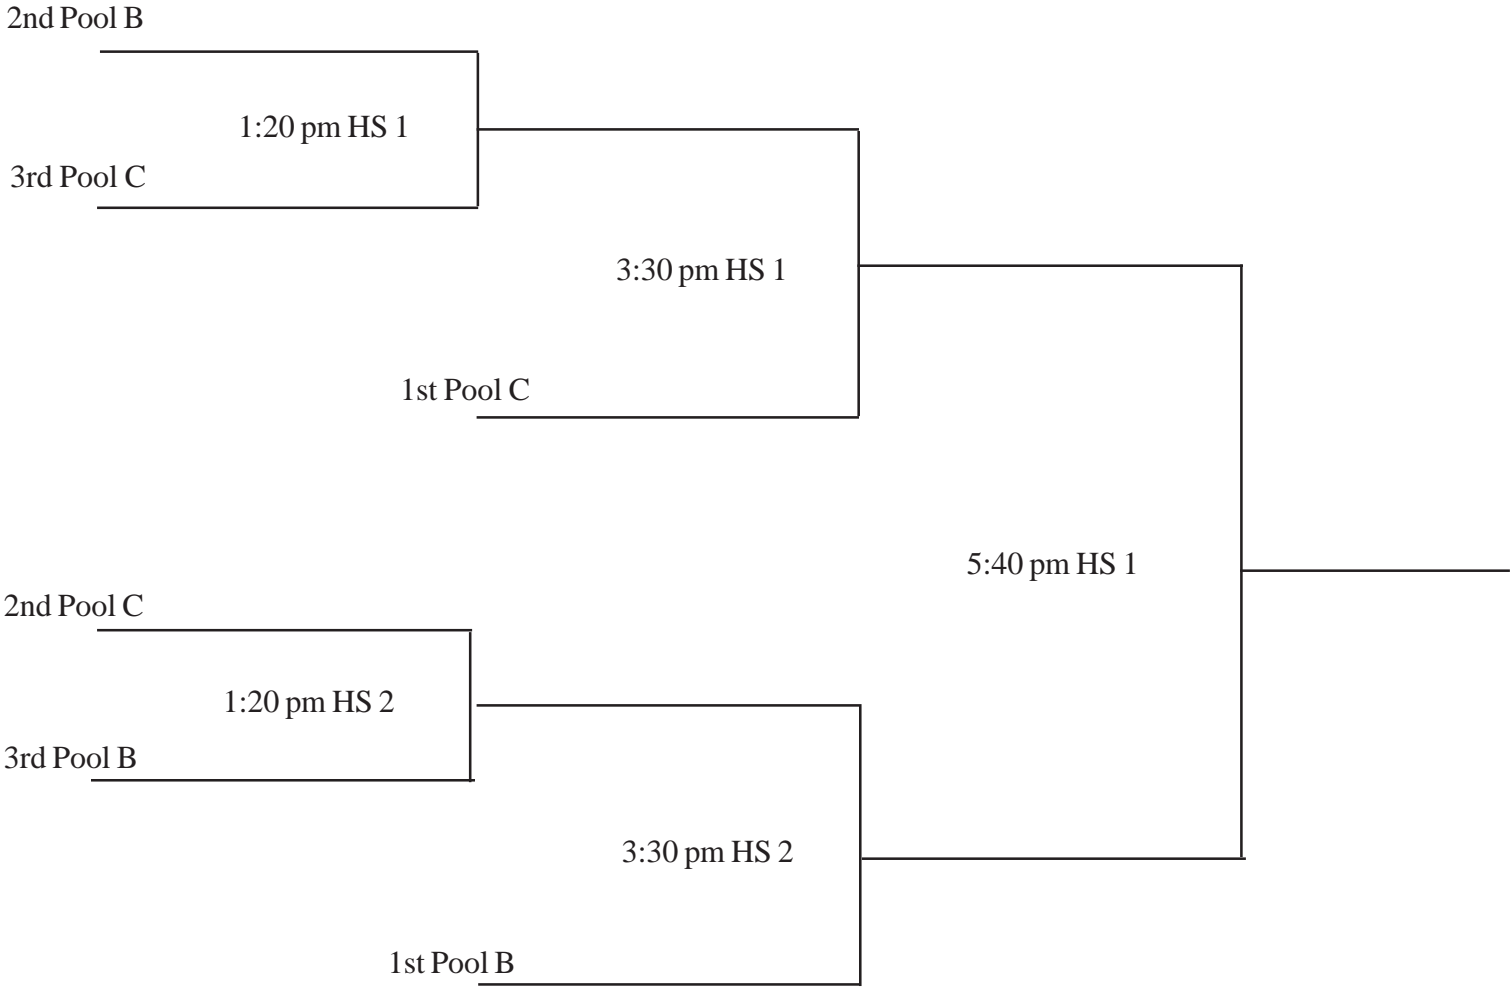 2nd Pool B
1:20 pm HS 1
3rd Pool C
3:30 pm HS 1
1st Pool C
5:40 pm HS 1
2nd Pool C
1:20 pm HS 2
3rd Pool B
3:30 pm HS 2
1st Pool B